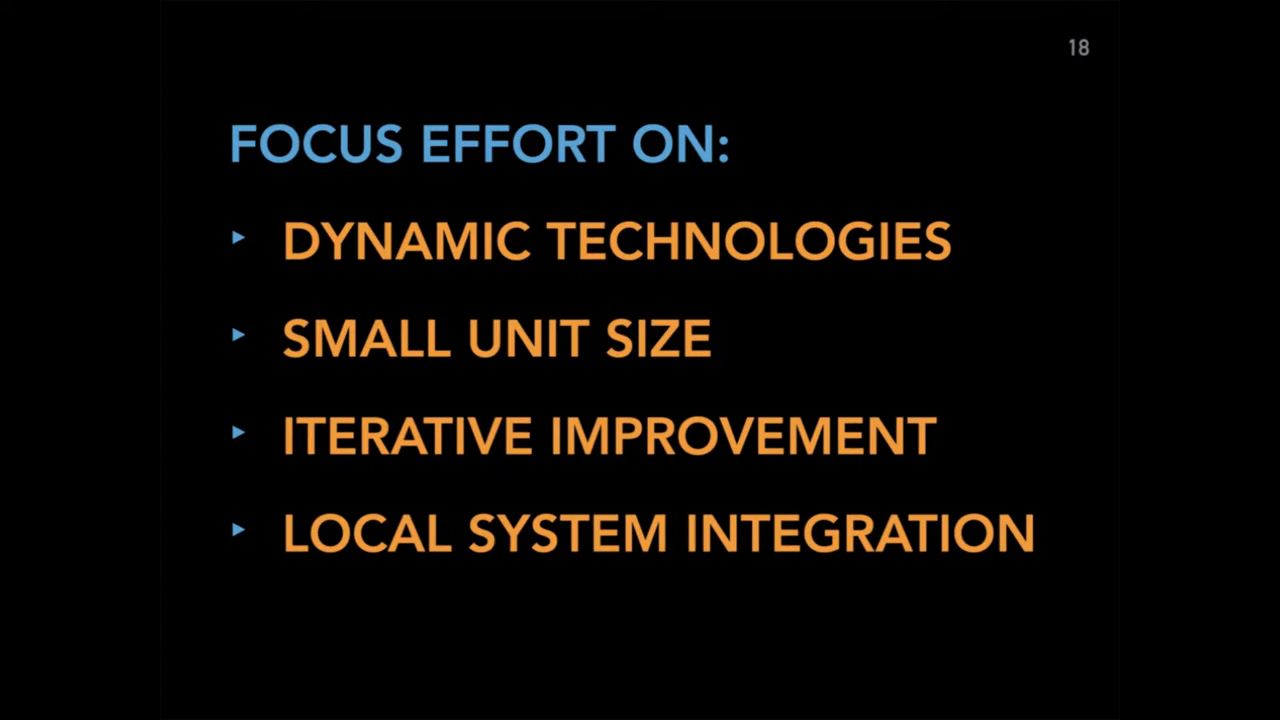 18
FOCUS EFFORT ON:
DYNAMIC TECHNOLOGIES
SMALL UNIT SIZE
ITERATIVE IMPROVEMENT
LOCAL SYSTEM INTEGRATION